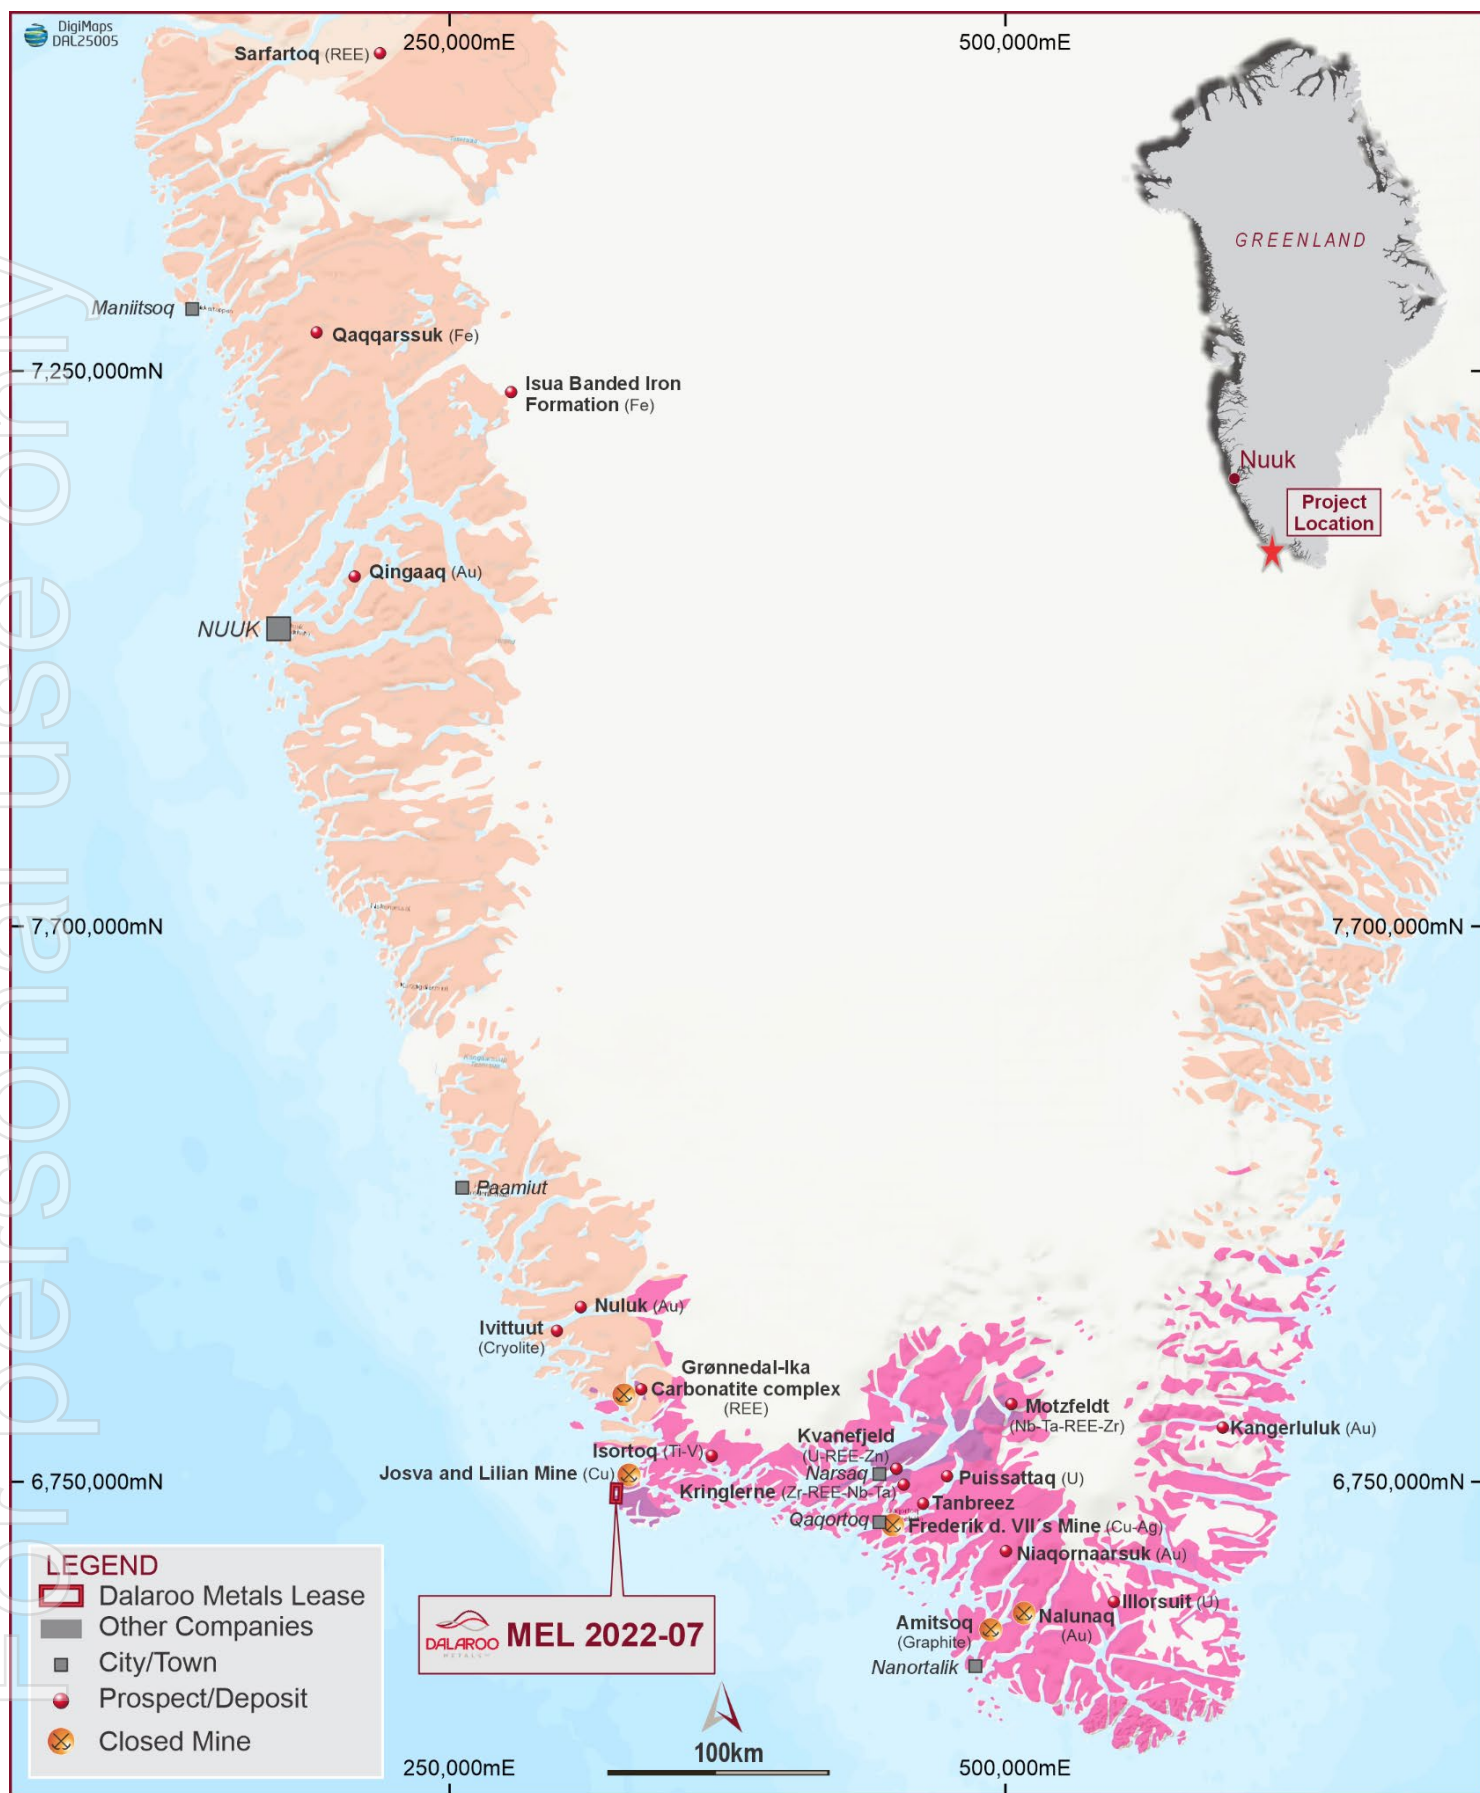 DigiMaps
DAL25005
250,000mE
500,000mE
Sarfartoq (REE)
GREENLAND
Maniitsoq
Qaqqarssuk (Fe)
7,250,000mN
Isua Banded Iron
Formation (Fe)
Nuuk
Project
Location
Qingaaq (Au)
NUUK
7,700,000mN
7,700,000mN
Paamiut
Nuluk (Au)
Ivittuut
(Cryolite)
Grønnedal-Ika
Carbonatite complex
(REE)
Motzfeldt
(Nb-Ta-REE-Zr)
Kangerluluk (Au)
Kvanefjeld
(U-REE-Zn)
Isortoq (Ti-V)
Narsaq
Josva and Lilian Mine (Cu)
Puissattaq (U)
6,750,000mN
6,750,000mN
Kringlerne (Zr-REE-Nb-Ta)
Tanbreez
Qaqortoq
Frederik d. VII´s Mine (Cu-Ag)
Niaqornaarsuk (Au)
Illorsuit (U)
Nalunaq
(Au)
Amitsoq
(Graphite)
Nanortalik
DALAROO
METALS
MEL 2022-07
LEGEND
Dalaroo Metals Lease
Other Companies
City/Town
Prospect/Deposit
Closed Mine
100km
250,000mE
500,000mE
For personal use only